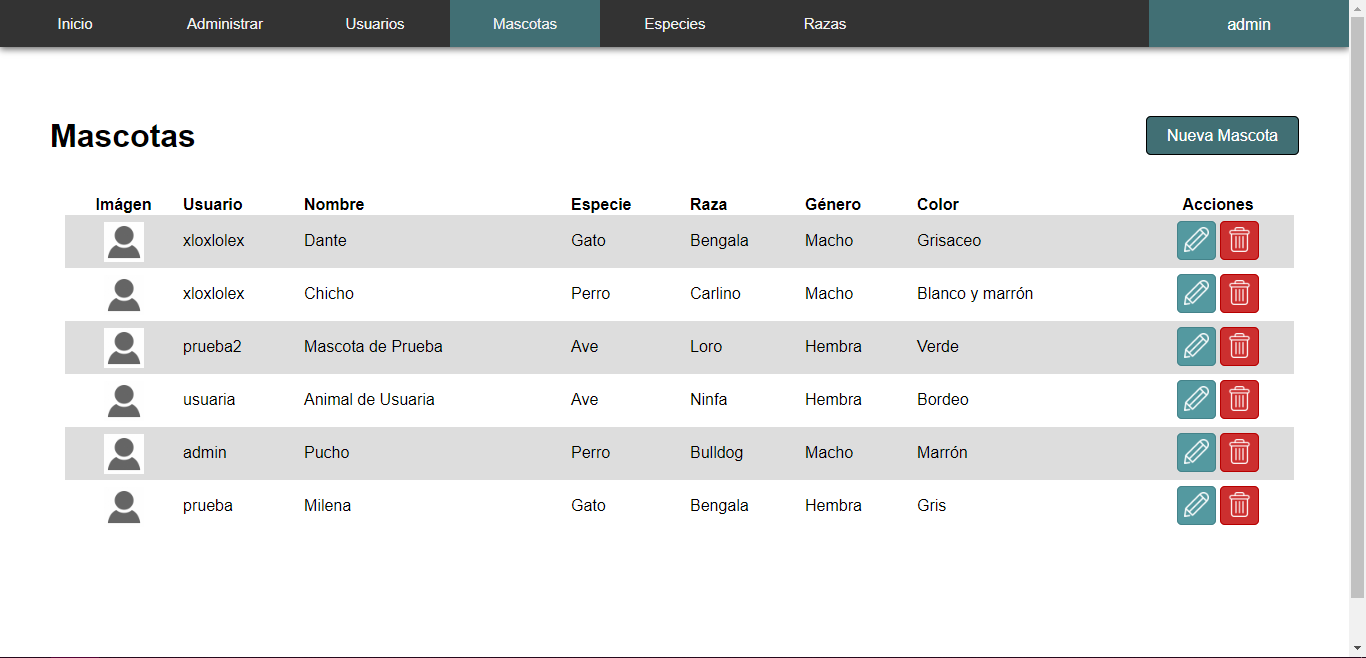 Inicio Administrar Usuarios Mascotas Especies Razas admin
Mascotas Nueva Mascota
Imágen Usuario Nombre Especie Raza Género Color Acciones
xloxlolex Dante Gato Bengala Macho Grisaceo
xloxlolex Chicho Perro Carlino Macho Blanco y marrón
prueba2 Mascota de Prueba Ave Loro Hembra Verde
usuaria Animal de Usuaria Ave Ninfa Hembra Bordeo
admin Pucho Perro Bulldog Macho Marrón
prueba Milena Gato Bengala Hembra Gris